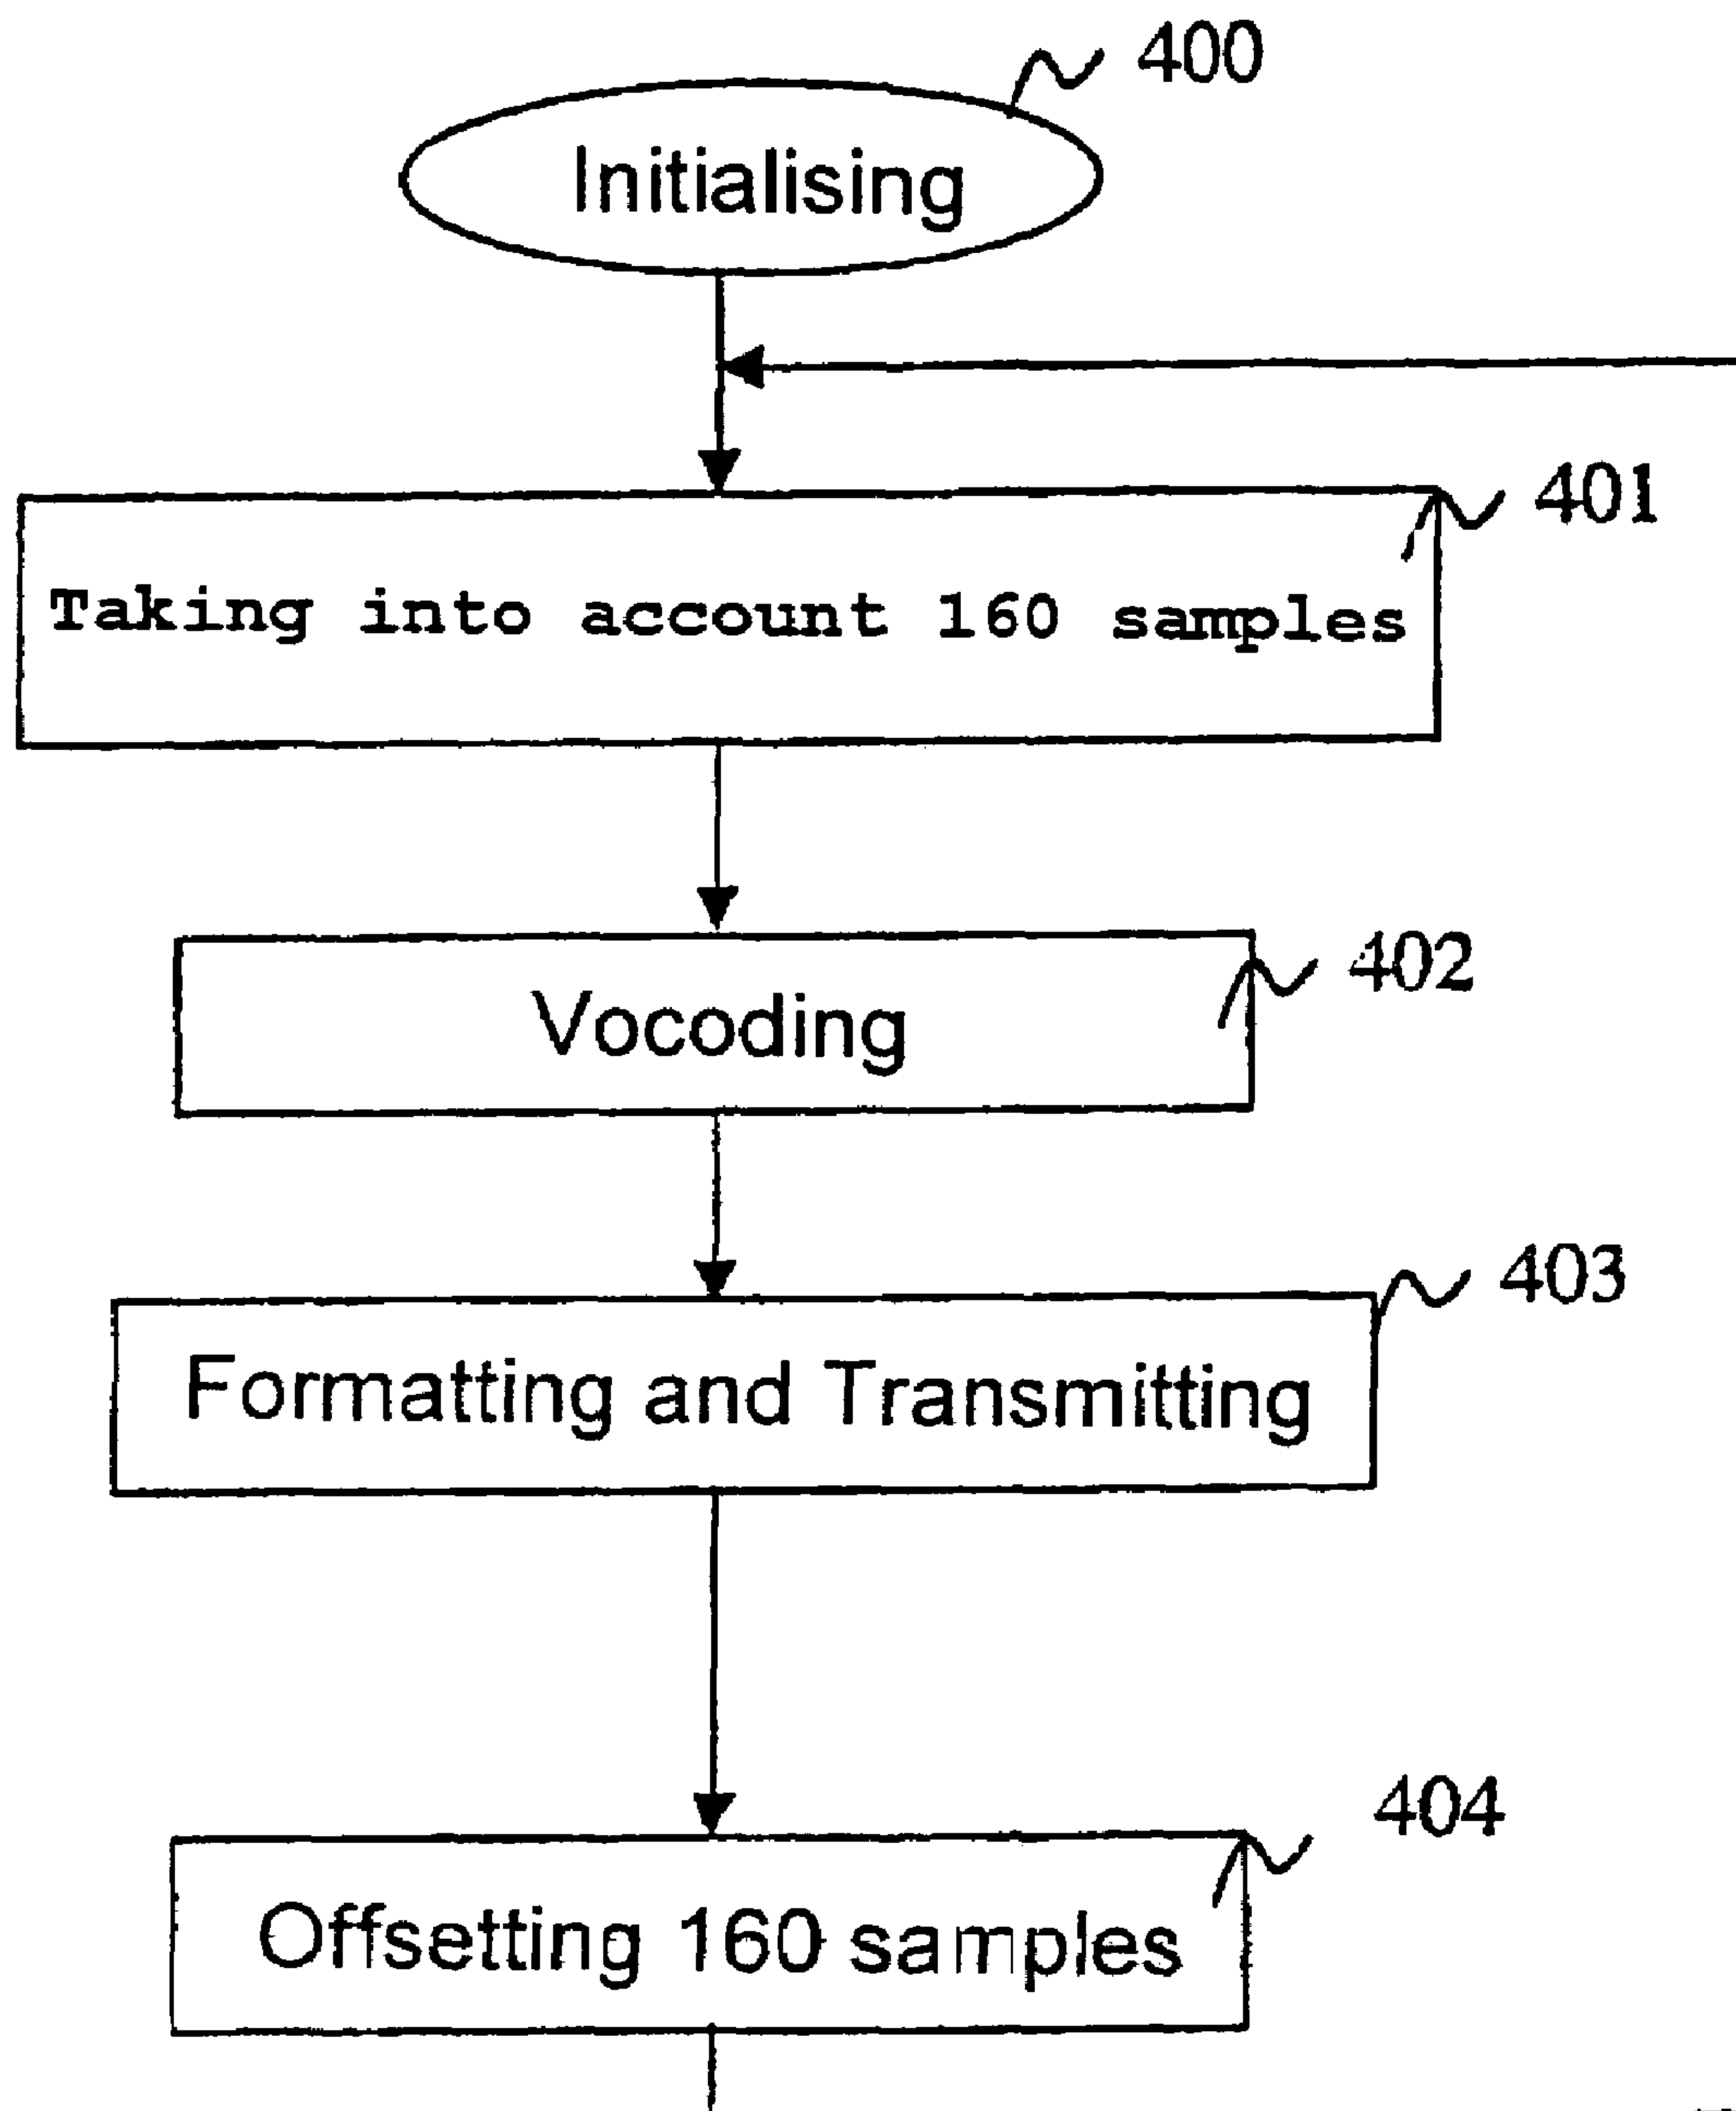 400
Initialising
401
Taking into account 160 samples
402
Vocoding
403
Formatting and Transmitting
404
Offsetting 160 samples